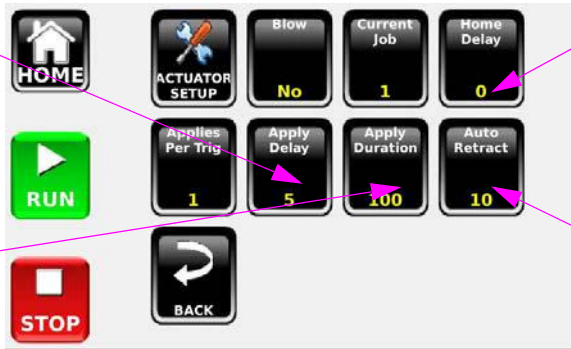 HOME
ACTUATOR
SETUP
Blow
No
Current
Job
1
Home
Delay
0
RUN
Applies
Per Trig
1
Apply
Delay
5
Apply
Duration
100
Auto
Retract
10
STOP
BACK